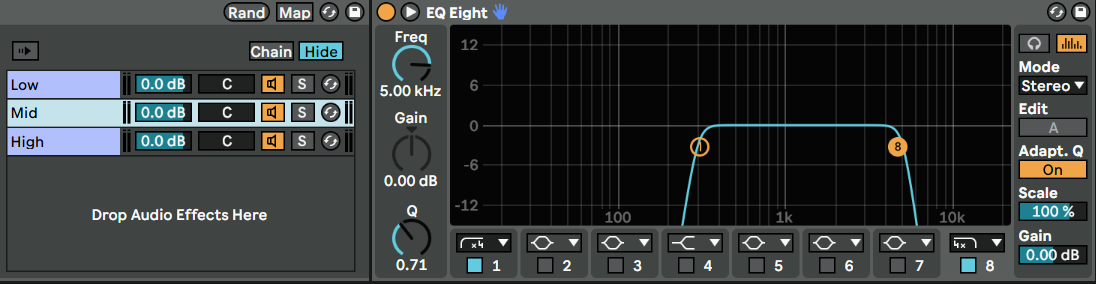 Rand Map
EQ Eight
Chain Hide
Low 0.0 dB C S
Mid 0.0 dB C S
High 0.0 dB C S
Drop Audio Effects Here
Freq
5.00 kHz
Gain
0.00 dB
Q
0.71
12
6
0
-6
-12
100 1k 10k
1 8
x4
4x
1 2 3 4 5 6 7 8
Mode
Stereo
Edit
A
Adapt. Q
On
Scale
100 %
Gain
0.00 dB